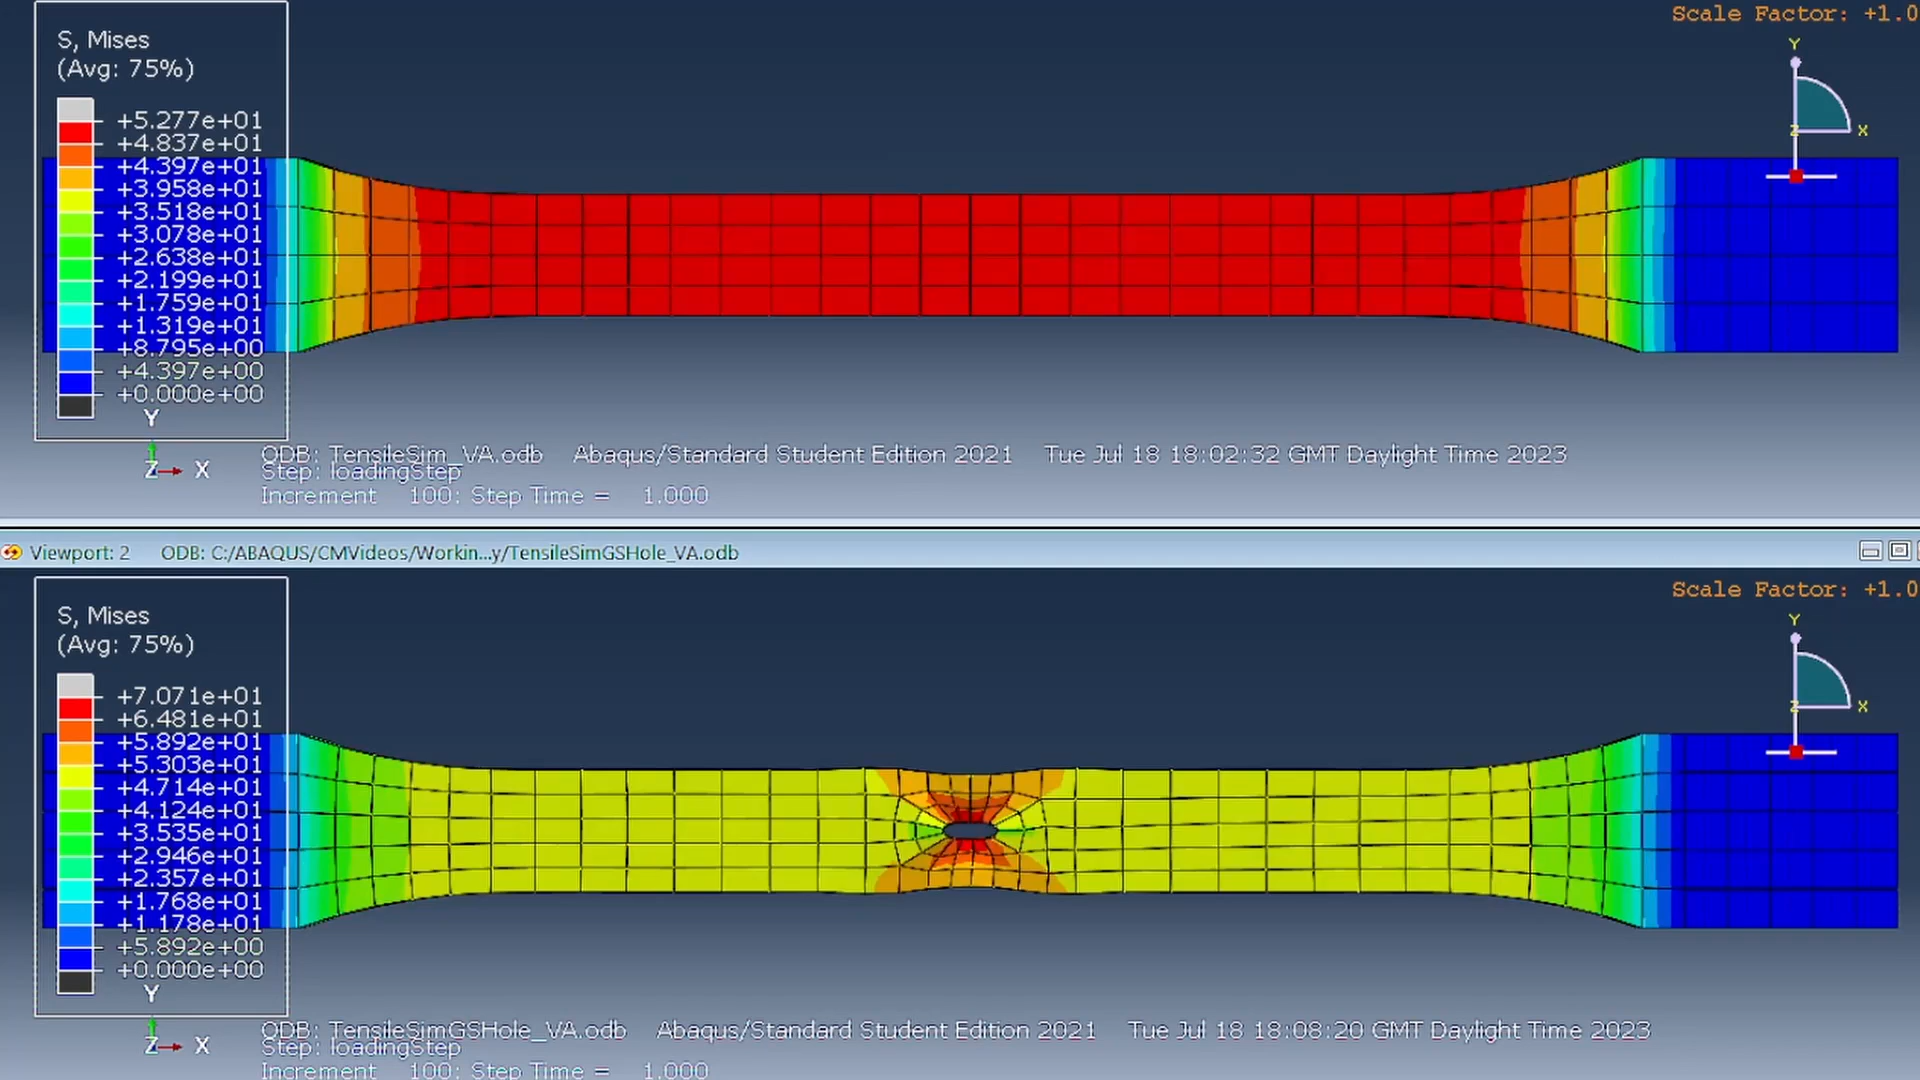 Scale Factor: +1.0
S, Mises
(Avg: 75%)
+5.277e+01
+4.837e+01
+4.397e+01
+3.958e+01
+3.518e+01
+3.078e+01
+2.638e+01
+2.199e+01
+1.759e+01
+1.319e+01
+8.795e+00
+4.397e+00
+0.000e+00
Y
Z X
Y
Z X
ODB: TensileSim_VA.odb Abaqus/Standard Student Edition 2021 Tue Jul 18 18:02:32 GMT Daylight Time 2023
Step: loadingStep
Increment 100: Step Time = 1.000
Viewport: 2 ODB: C:/ABAQUS/CMVideos/Workin...y/TensileSimGSHole_VA.odb
Scale Factor: +1.0
S, Mises
(Avg: 75%)
+7.071e+01
+6.481e+01
+5.892e+01
+5.303e+01
+4.714e+01
+4.124e+01
+3.535e+01
+2.946e+01
+2.357e+01
+1.768e+01
+1.178e+01
+5.892e+00
+0.000e+00
Y
Z X
Y
Z X
ODB: TensileSimGSHole_VA.odb Abaqus/Standard Student Edition 2021 Tue Jul 18 18:08:20 GMT Daylight Time 2023
Step: loadingStep
Increment 100: Step Time = 1.000